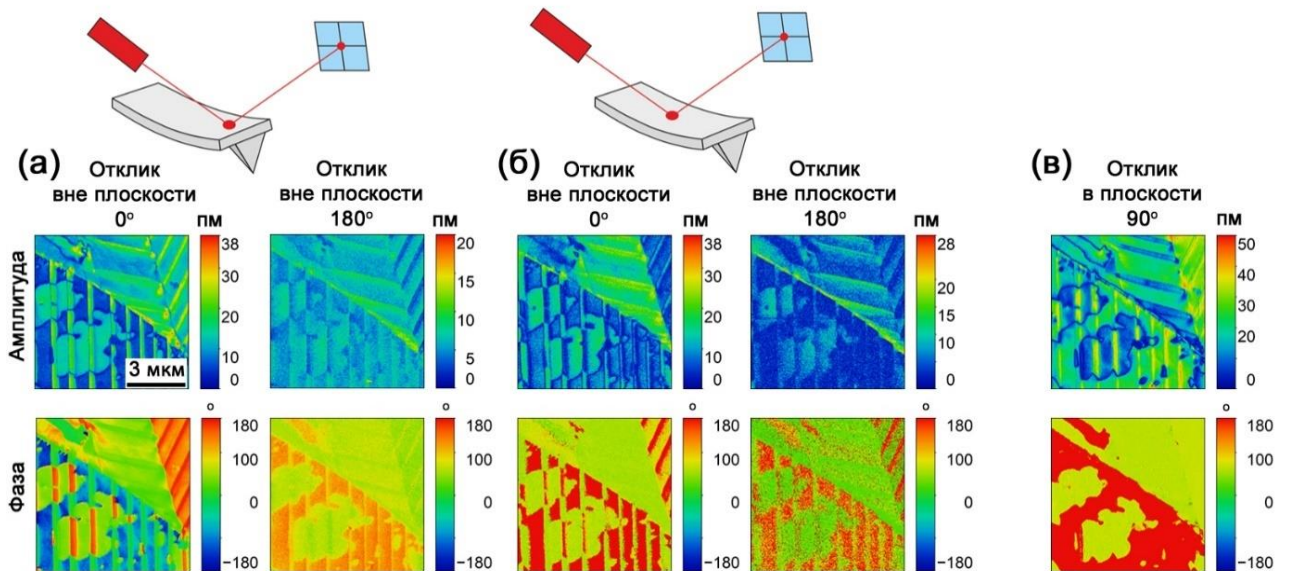 (а)
Отклик
вне плоскости
0°
пм
Отклик
вне плоскости
180°
пм
(б)
Отклик
вне плоскости
0°
пм
Отклик
вне плоскости
180°
пм
(в)
Отклик
в плоскости
90°
пм
Амплитуда
3 мкм
38
30
20
10
0
20
15
10
5
0
38
30
20
10
0
28
20
15
10
0
50
40
30
20
0
Фаза
°
180
100
0
−180
°
180
100
0
−180
°
180
100
0
−180
°
180
100
0
−180
°
180
100
0
−180